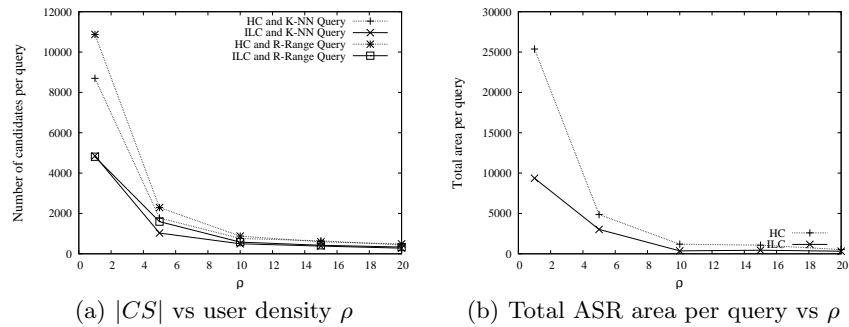 12000
10000
8000
6000
4000
2000
0
Number of candidates per query
HC and K-NN Query
ILC and K-NN Query
HC and R-Range Query
ILC and R-Range Query
0 2 4 6 8 10 12 14 16 18 20
ρ
(a) |CS| vs user density ρ
30000
25000
20000
15000
10000
5000
0
Total area per query
HC
ILC
0 2 4 6 8 10 12 14 16 18 20
ρ
(b) Total ASR area per query vs ρ